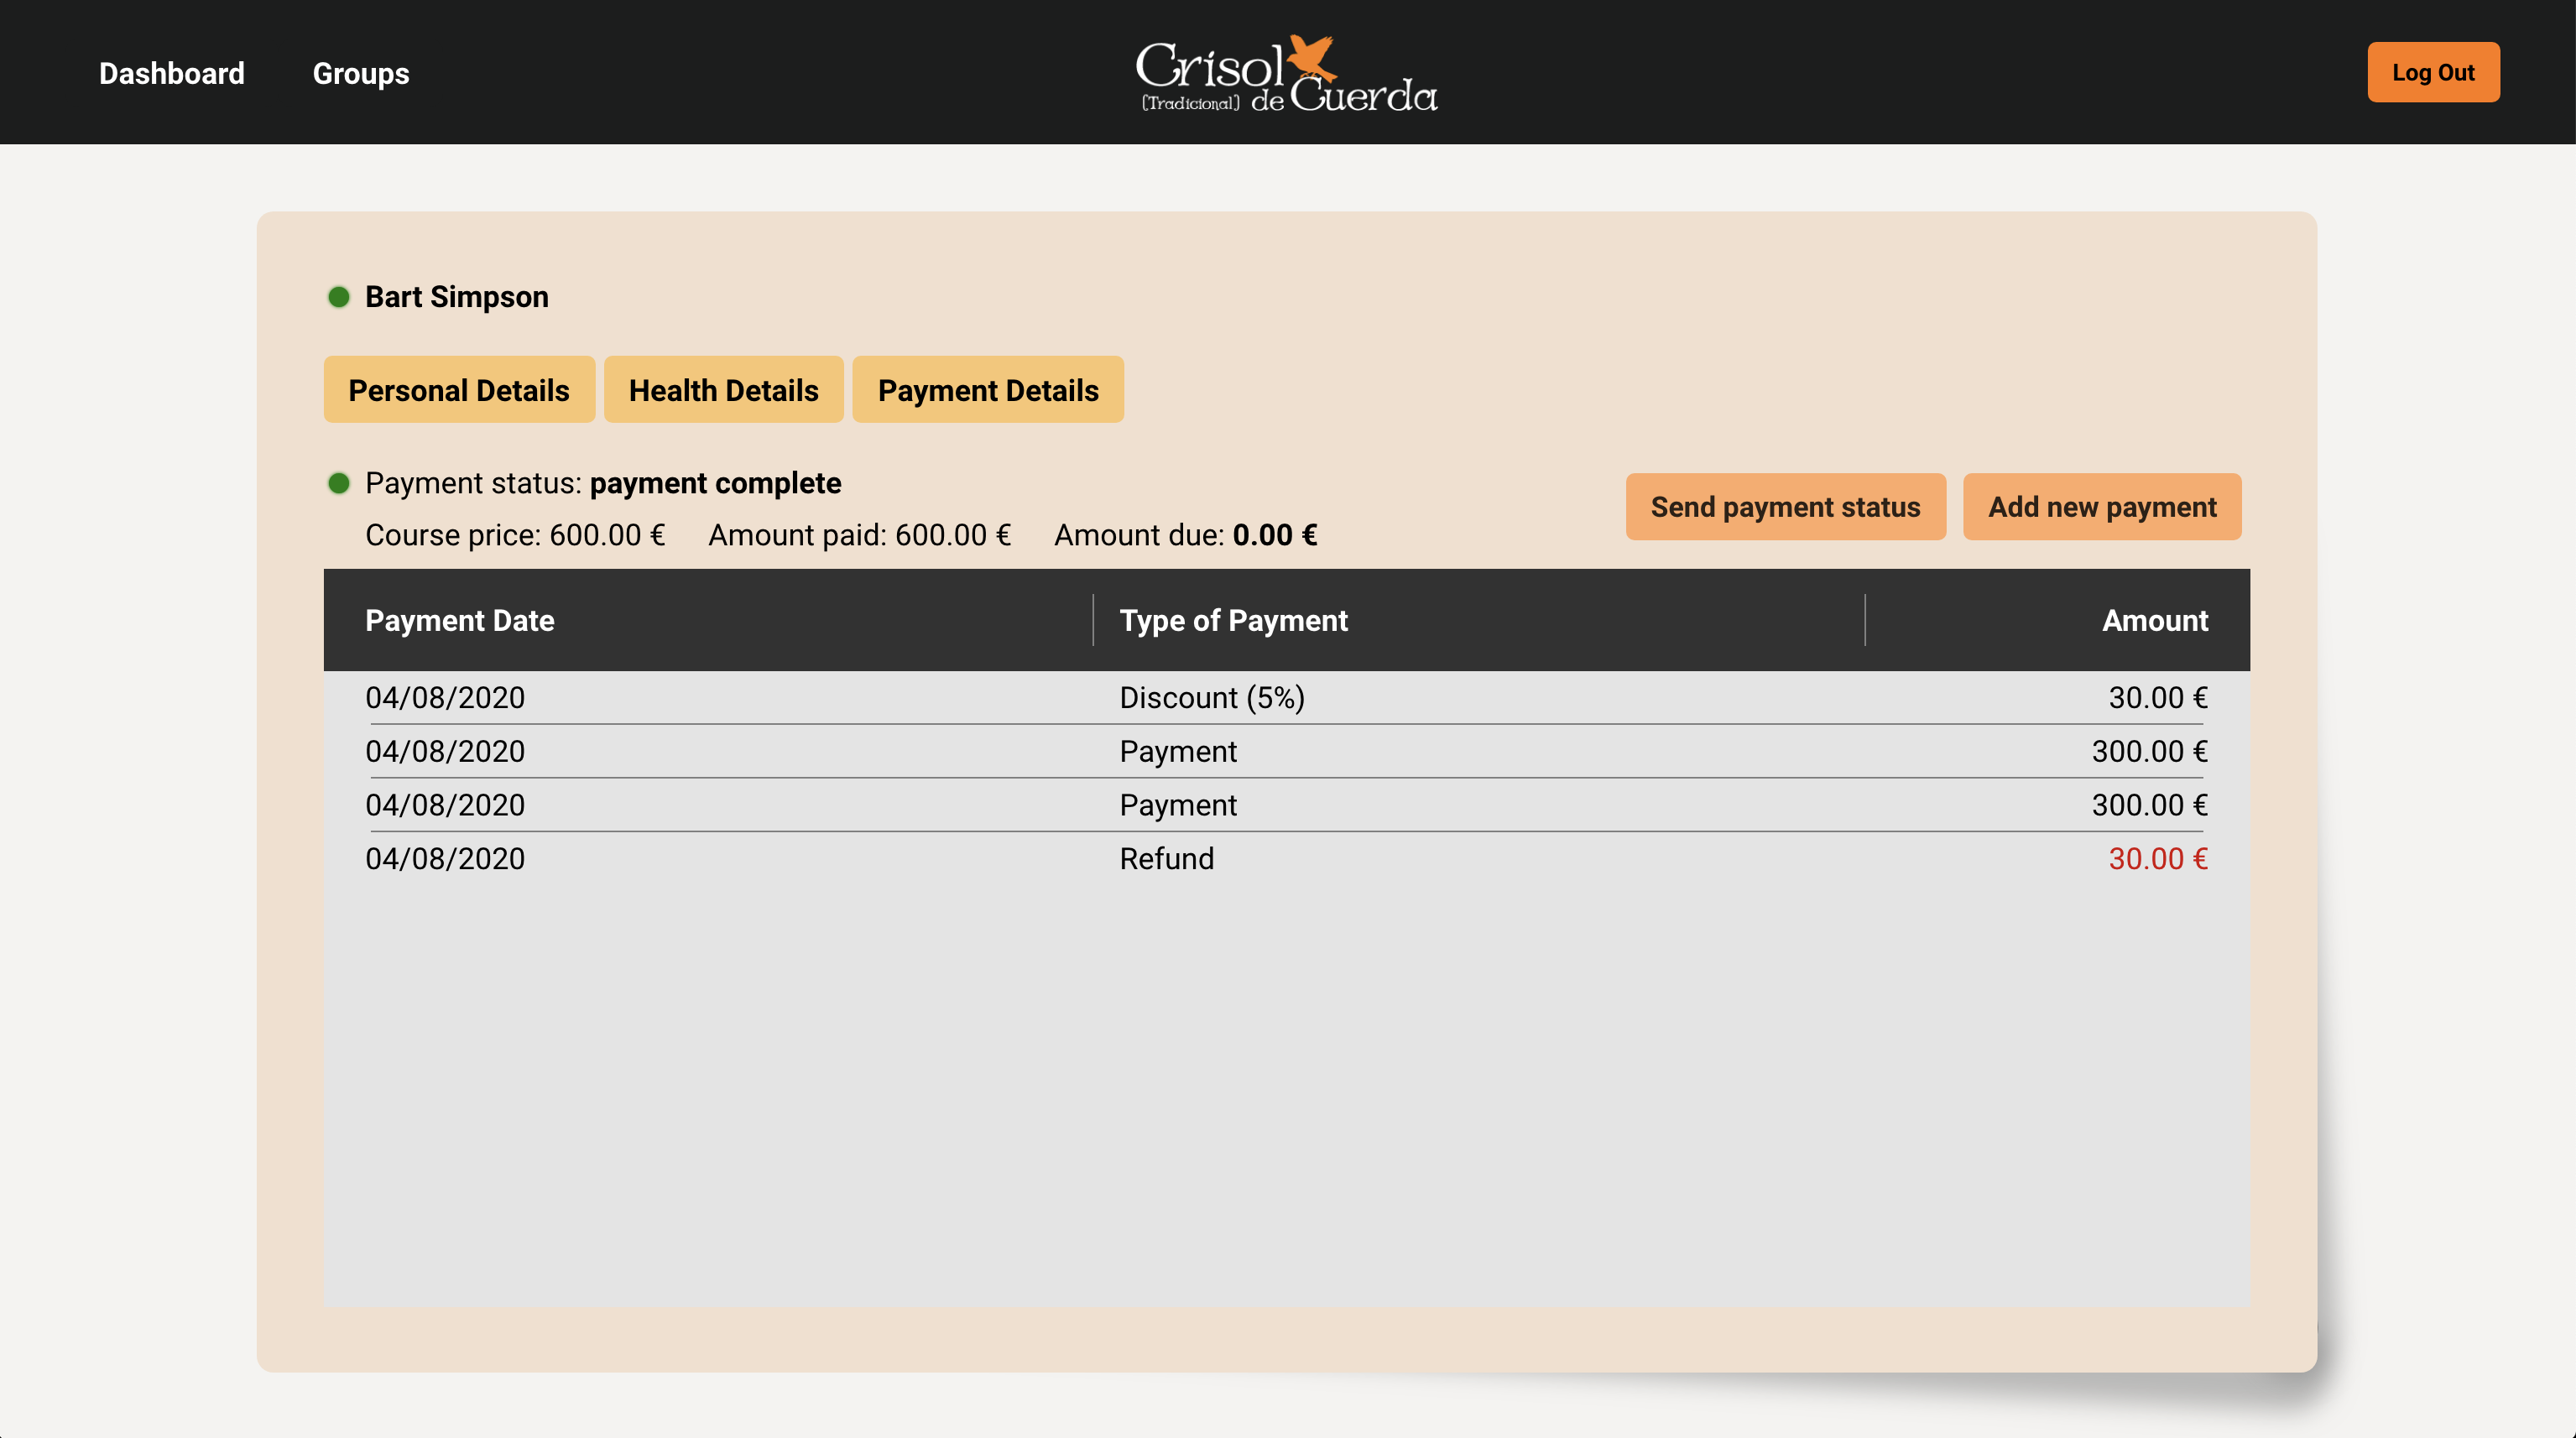 Dashboard Groups
Crisol
(Tradicional) de Cuerda
Log Out
Bart Simpson
Personal Details Health Details Payment Details
Payment status: payment complete
Course price: 600.00 € Amount paid: 600.00 € Amount due: 0.00 €
Send payment status Add new payment
Payment Date Type of Payment Amount
04/08/2020 Discount (5%) 30.00 €
04/08/2020 Payment 300.00 €
04/08/2020 Payment 300.00 €
04/08/2020 Refund 30.00 €